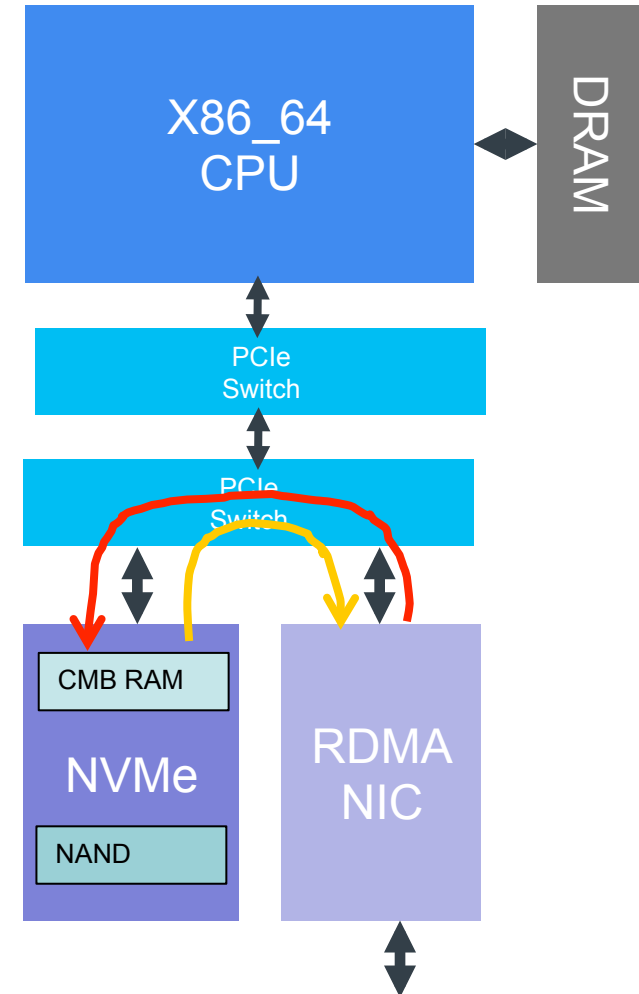 X86_64
CPU
DRAM
PCIe
Switch
PCIe
Switch
CMB RAM
NVMe
NAND
RDMA
NIC